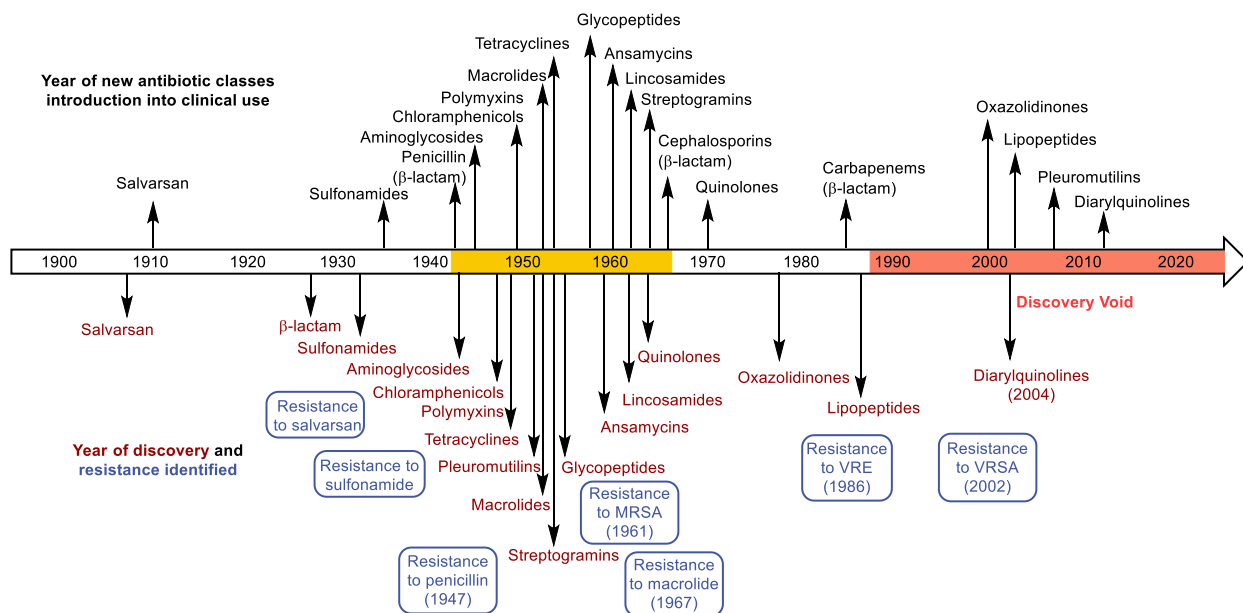 Glycopeptides
Tetracyclines
Ansamycins
Year of new antibiotic classes
introduction into clinical use
Macrolides
Lincosamides
Polymyxins
Streptogramins
Chloramphenicols
Oxazolidinones
Aminoglycosides
Cephalosporins
(β-lactam)
Lipopeptides
Penicillin
(β-lactam)
Carbapenems
(β-lactam)
Salvarsan
Sulfonamides
Quinolones
Pleuromutilins
Diarylquinolines
1900 1910 1920 1930 1940 1950 1960 1970 1980 1990 2000 2010 2020
Discovery Void
Salvarsan
β-lactam
Sulfonamides
Aminoglycosides
Quinolones
Oxazolidinones
Diarylquinolines
(2004)
Chloramphenicols
Polymyxins
Lincosamides
Lipopeptides
Resistance
to salvarsan
Tetracyclines
Ansamycins
Year of discovery and
resistance identified
Resistance to
sulfonamide
Pleuromutilins
Glycopeptides
Resistance
to VRE
(1986)
Resistance
to VRSA
(2002)
Macrolides
Resistance
to MRSA
(1961)
Streptogramins
Resistance
to penicillin
(1947)
Resistance
to macrolide
(1967)